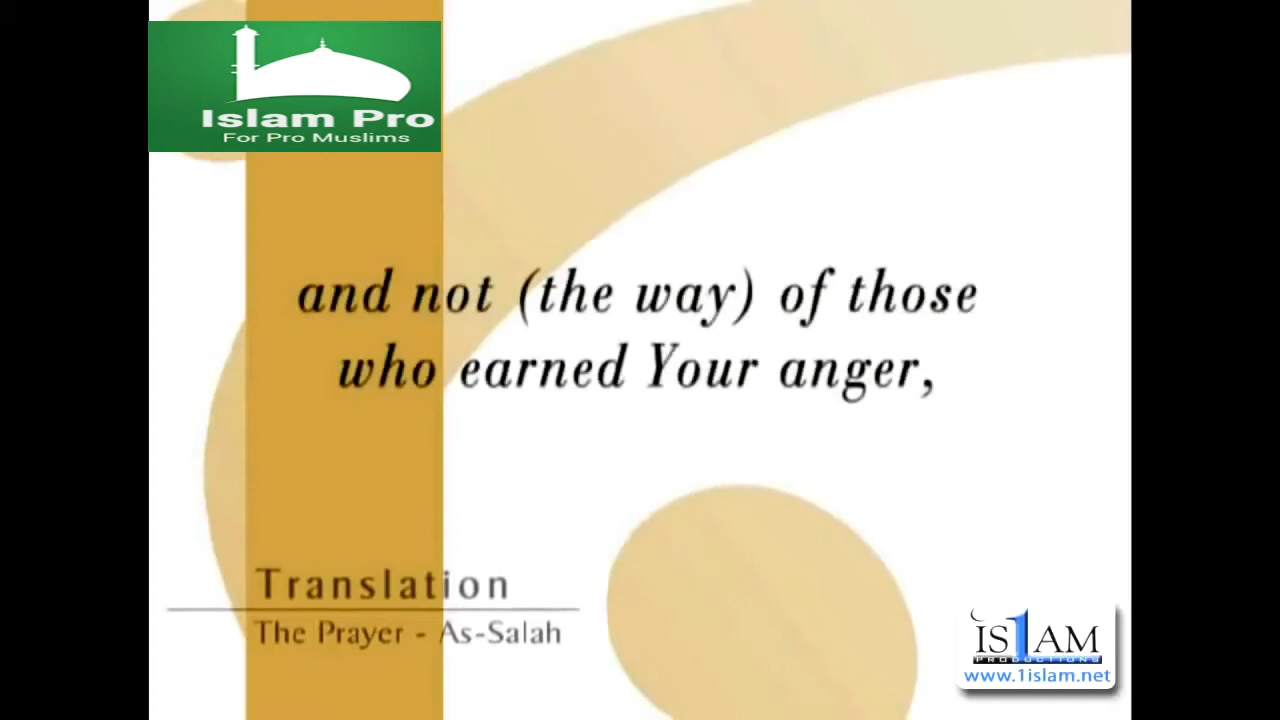 Islam Pro
For Pro Muslims
and not (the way) of those
who earned Your anger,
Translation
The Prayer - As-Salah
IS1AM
PRODUCTIONS
www.1islam.net